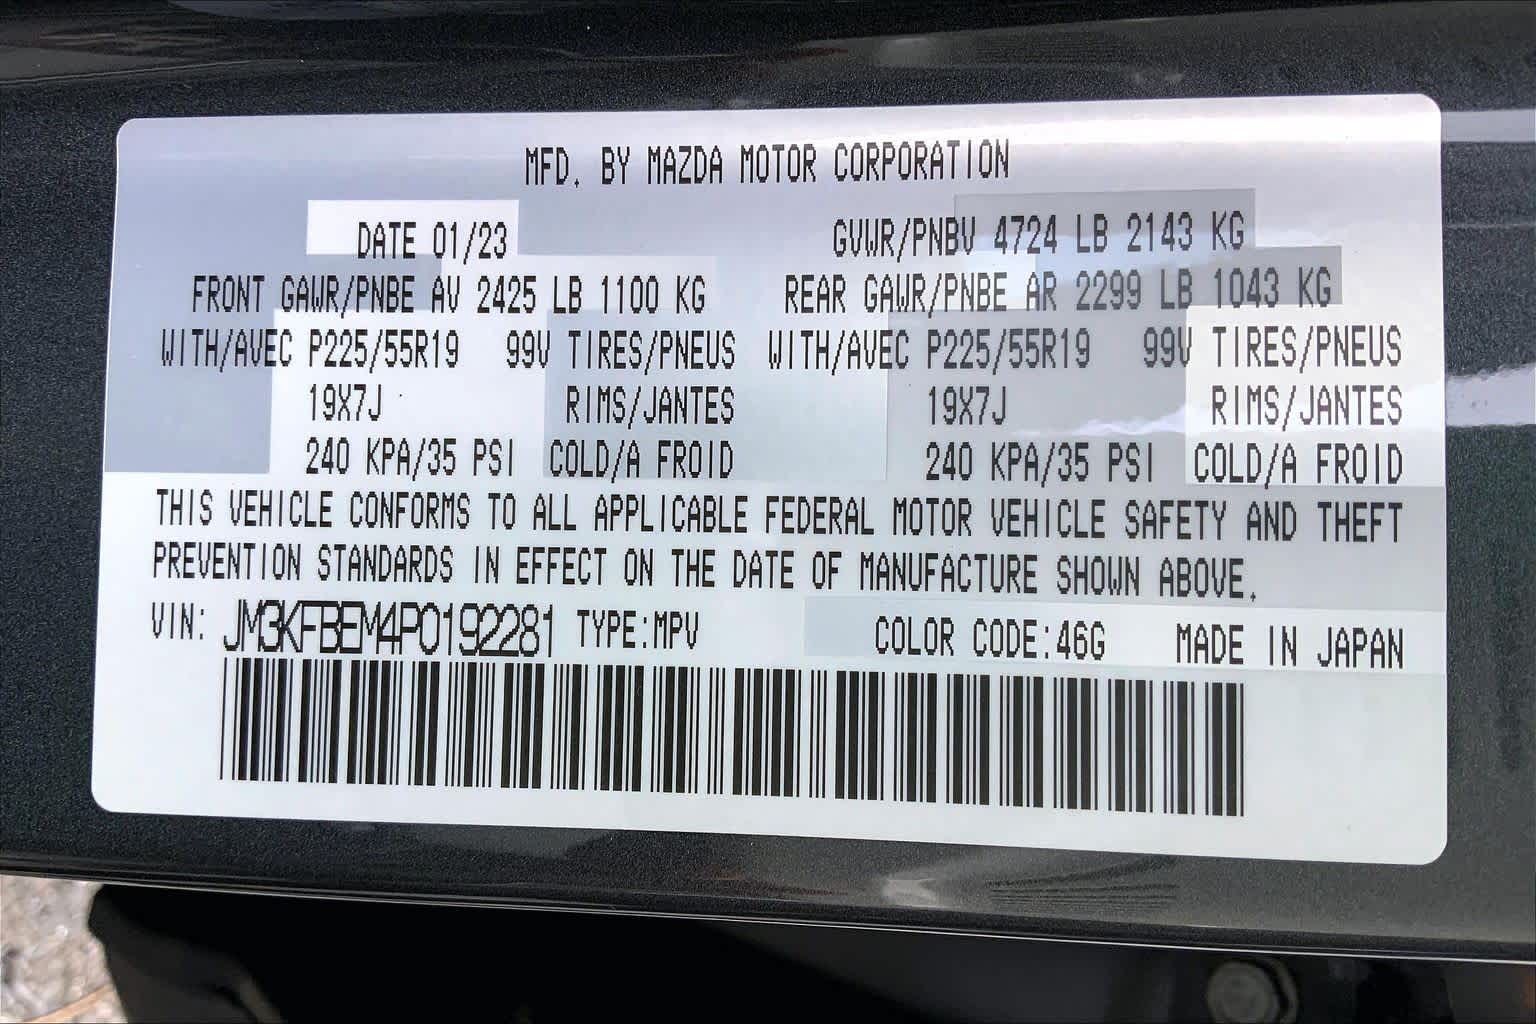 MFD. BY MAZDA MOTOR CORPORATION
DATE 01/23 GVWR/PNBV 4724 LB 2143 KG
FRONT GAWR/PNBE AV 2425 LB 1100 KG REAR GAWR/PNBE AR 2299 LB 1043 KG
WITH/AVEC P225/55R19 99V TIRES/PNEUS WITH/AVEC P225/55R19 99V TIRES/PNEUS
19X7J RIMS/JANTES 19X7J RIMS/JANTES
240 KPA/35 PSI COLD/A FROID 240 KPA/35 PSI COLD/A FROID
THIS VEHICLE CONFORMS TO ALL APPLICABLE FEDERAL MOTOR VEHICLE SAFETY AND THEFT
PREVENTION STANDARDS IN EFFECT ON THE DATE OF MANUFACTURE SHOWN ABOVE.
VIN: JM3KFBEM4P0192281 TYPE:MPV COLOR CODE:46G MADE IN JAPAN